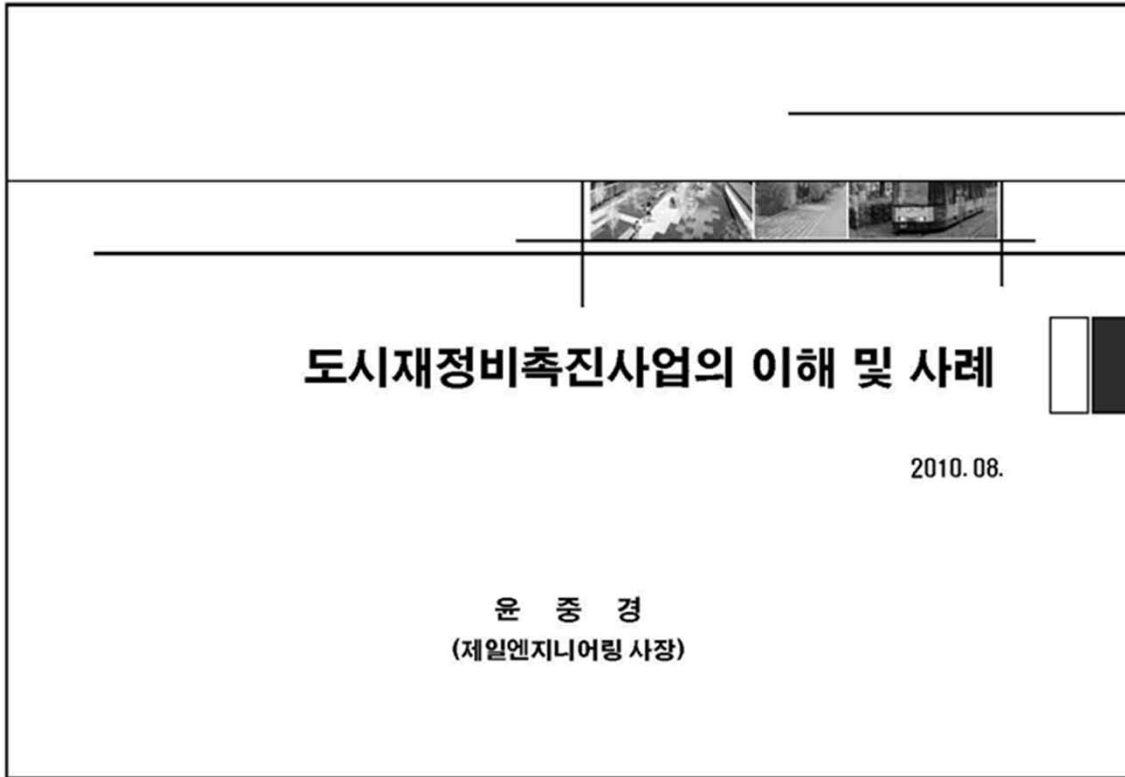 도시재정비촉진사업의 이해 및 사례
2010. 08.
윤 중 경
(제일엔지니어링 사장)